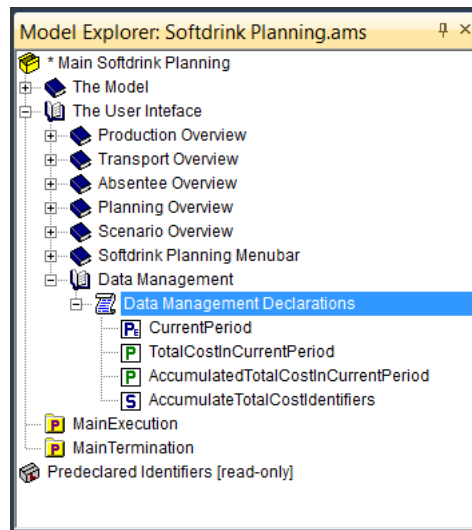 Model Explorer: Softdrink Planning.ams
* Main Softdrink Planning
The Model
The User Inteface
Production Overview
Transport Overview
Absentee Overview
Planning Overview
Scenario Overview
Softdrink Planning Menubar
Data Management
Data Management Declarations
PE CurrentPeriod
P TotalCostInCurrentPeriod
P AccumulatedTotalCostInCurrentPeriod
S AccumulateTotalCostIdentifiers
P MainExecution
P MainTermination
Predeclared Identifiers [read-only]